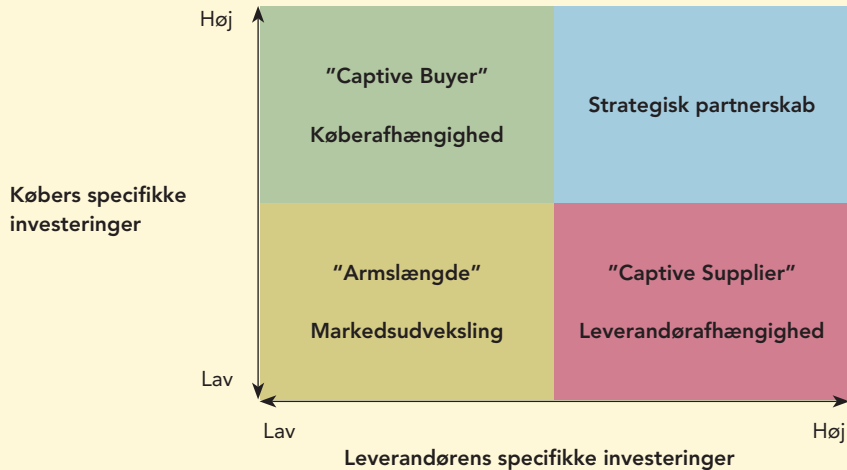 Høj
”Captive Buyer”
Køberafhængighed
Strategisk partnerskab
Købers specifikke
investeringer
”Armslængde”
Markedsudveksling
”Captive Supplier”
Leverandørafhængighed
Lav
Lav
Høj
Leverandørens specifikke investeringer